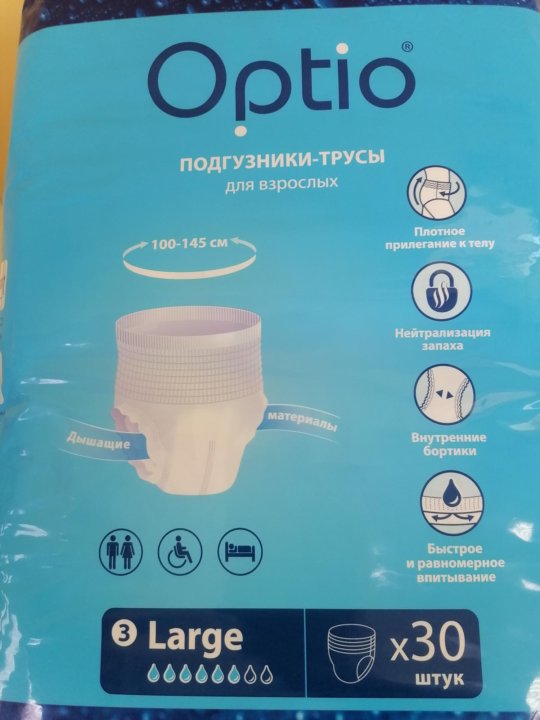 Optio®
ПОДГУЗНИКИ-ТРУСЫ
для взрослых
100-145 см
Плотное
прилегание к телу
Нейтрализация
запаха
Дышащие
материалы
Внутренние
бортики
Быстрое
и равномерное
впитывание
3 Large
x30
штук